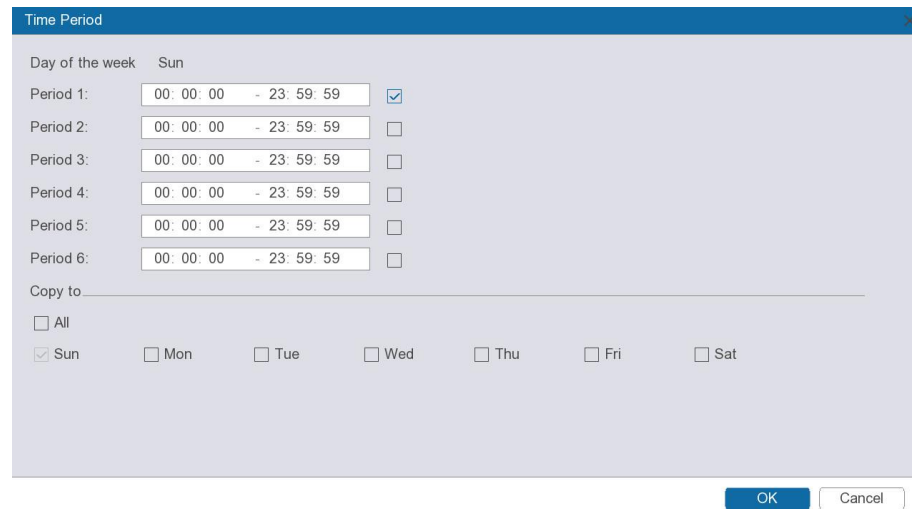 Time Period
Day of the week Sun
Period 1: 00: 00: 00 - 23: 59: 59
Period 2: 00: 00: 00 - 23: 59: 59
Period 3: 00: 00: 00 - 23: 59: 59
Period 4: 00: 00: 00 - 23: 59: 59
Period 5: 00: 00: 00 - 23: 59: 59
Period 6: 00: 00: 00 - 23: 59: 59
Copy to
All
Sun Mon Tue Wed Thu Fri Sat
OK Cancel